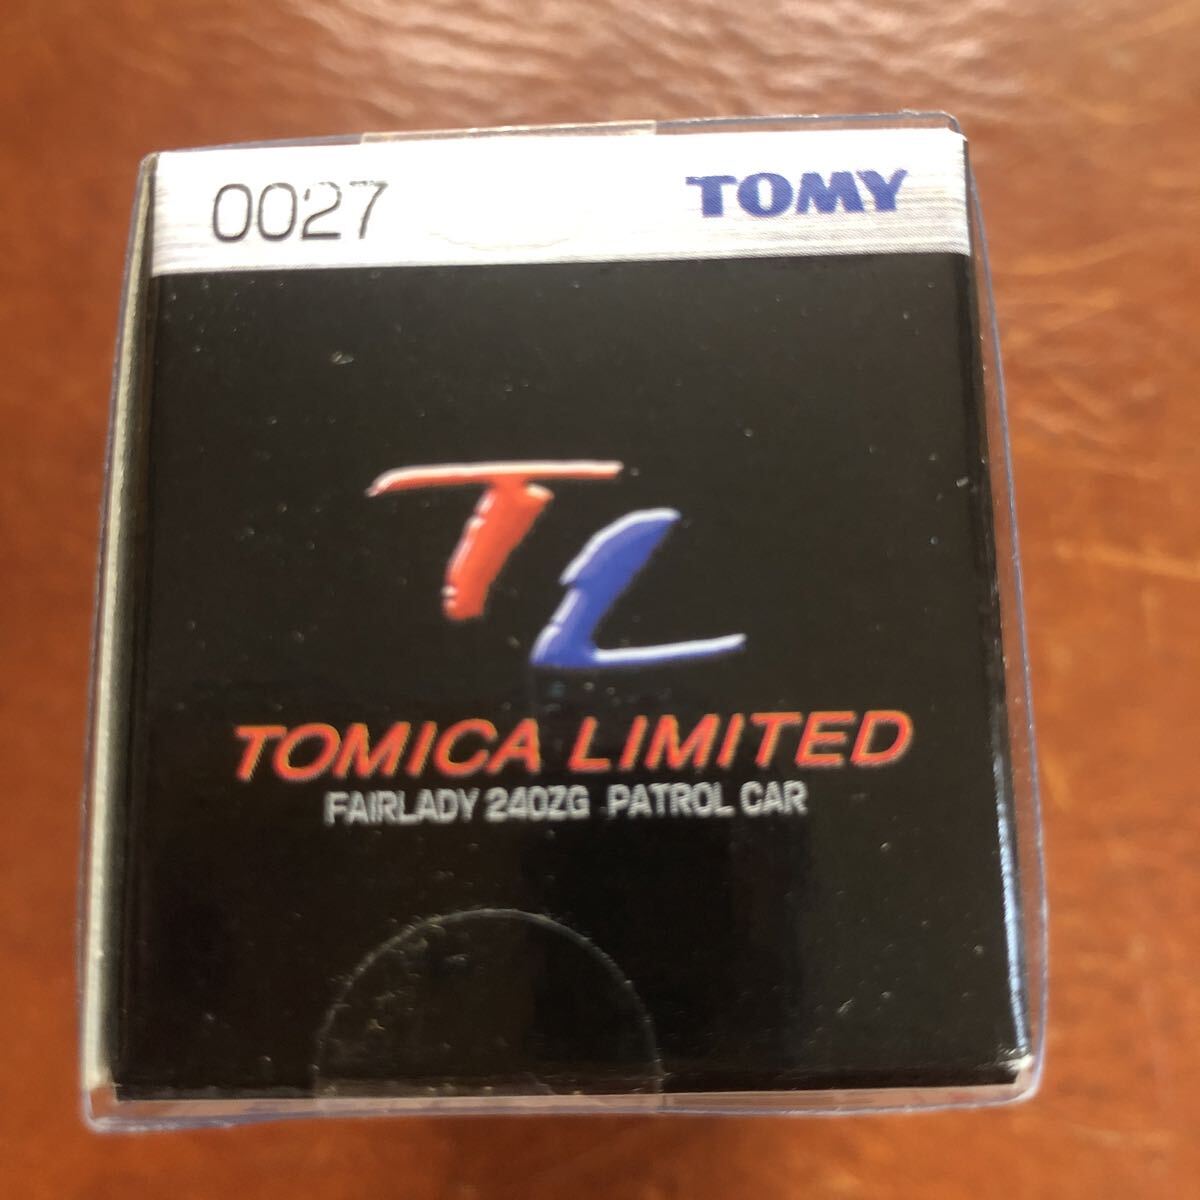 0027 TOMY
TL
TOMICA LIMITED
FAIRLADY 240ZG PATROL CAR